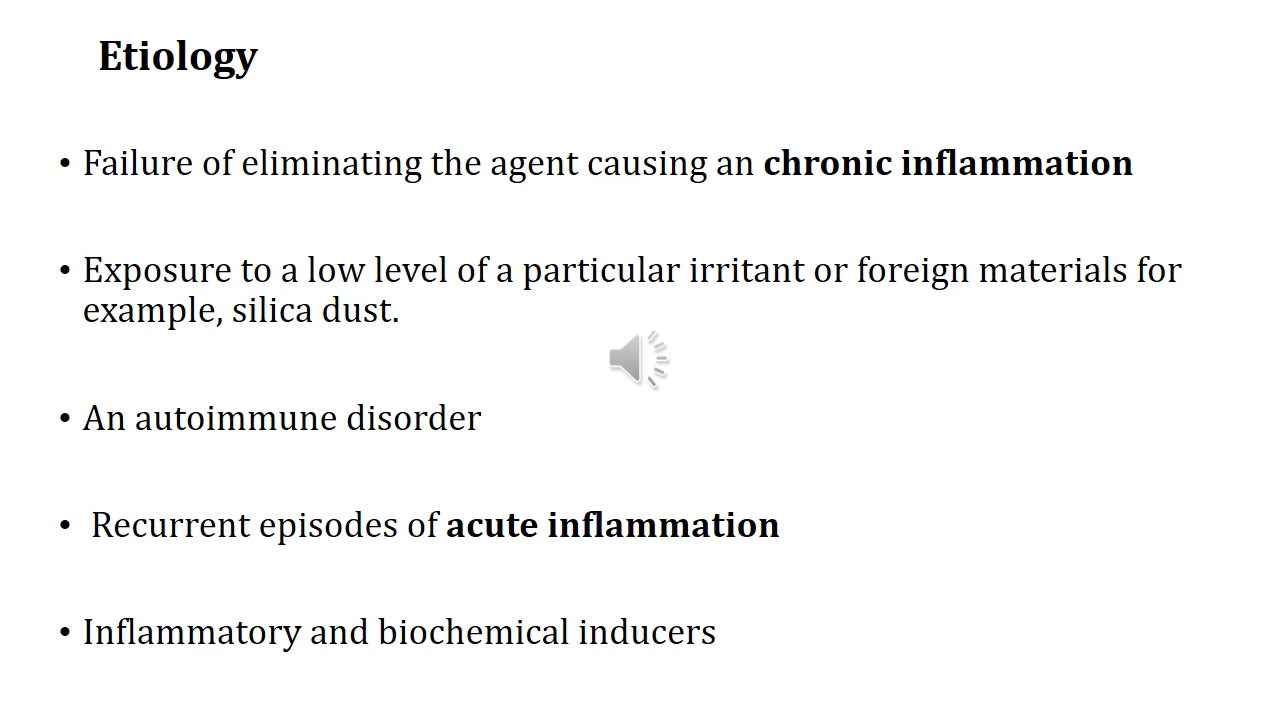 Etiology
• Failure of eliminating the agent causing an chronic inflammation
• Exposure to a low level of a particular irritant or foreign materials for
example, silica dust.
• An autoimmune disorder
• Recurrent episodes of acute inflammation
• Inflammatory and biochemical inducers